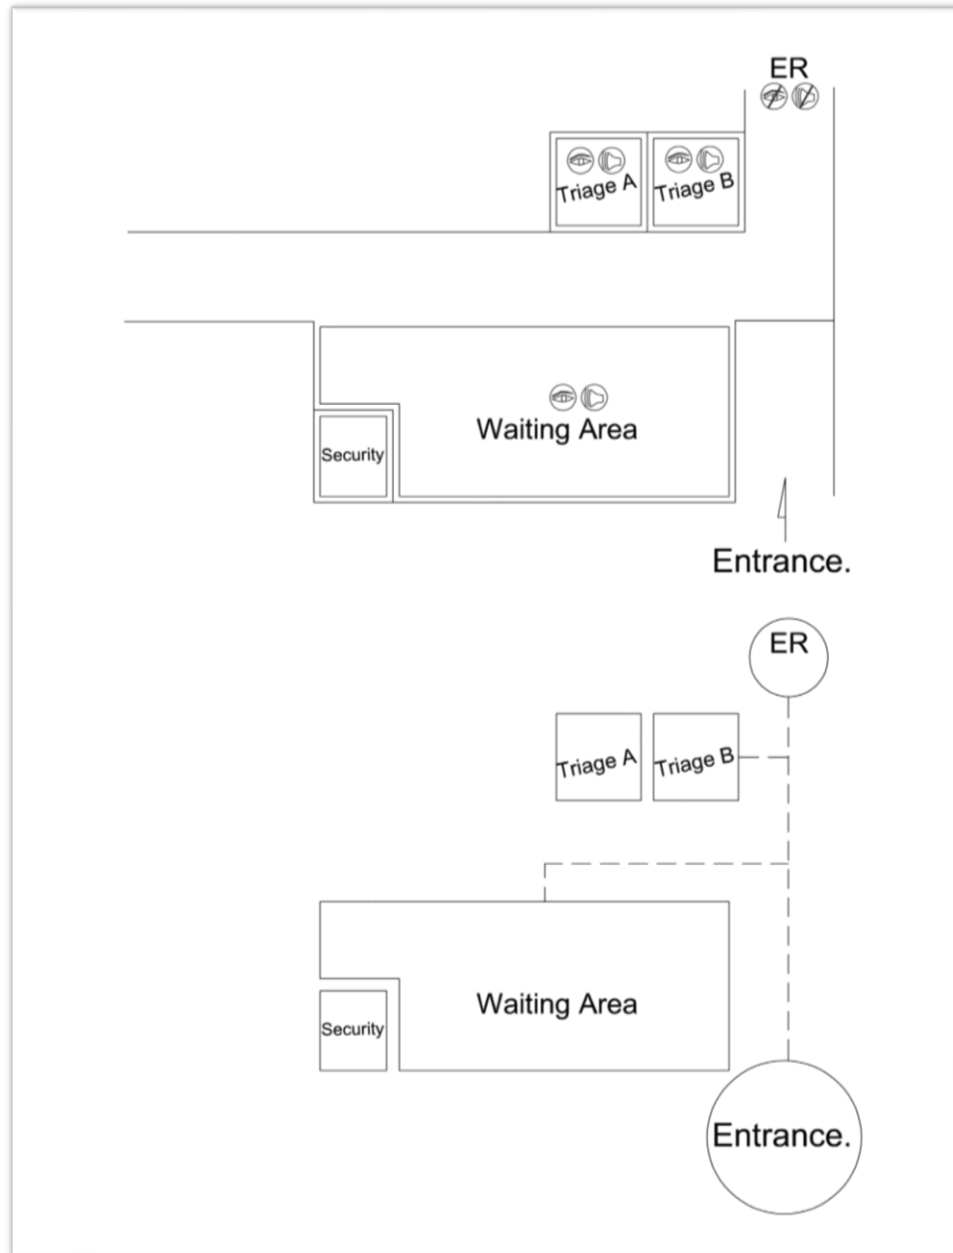 ER
Triage A
Triage B
Waiting Area
Security
Entrance.
ER
Triage A
Triage B
Waiting Area
Security
Entrance.